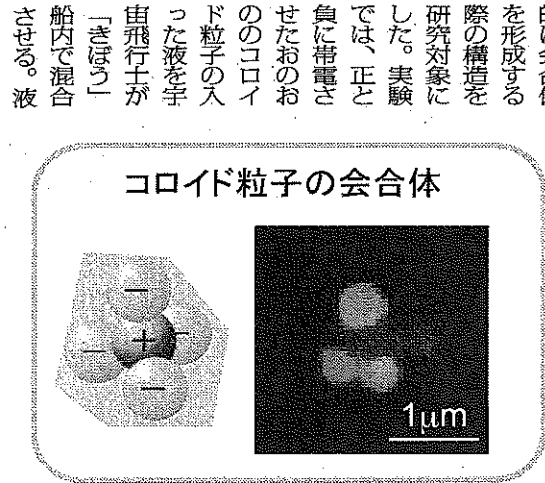 を形成する
際の構造を
研究対象に
した。実験
では、正と
負に帯電さ
せたおのお
ののコロイ
ド粒子の入
った液を宇
宙飛行士が
「きぼう」
船内で混合
させる。液
コロイド粒子の会合体
−
−
+
−
−
1μm